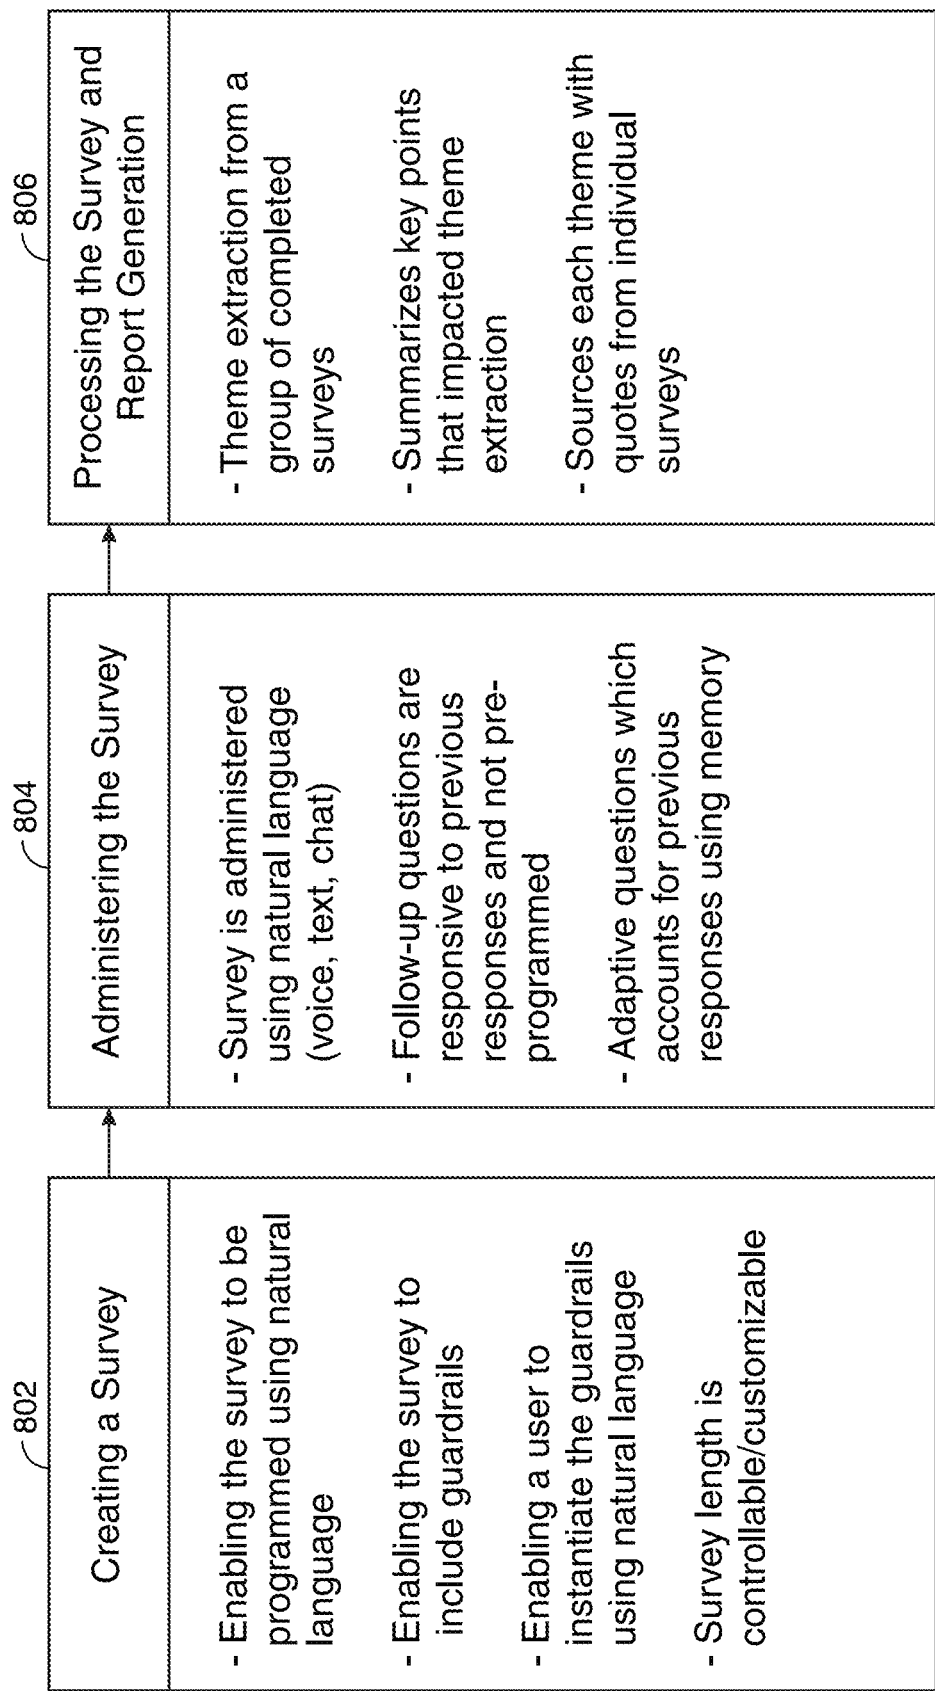 802
Creating a Survey
- Enabling the survey to be
programmed using natural
language
- Enabling the survey to
include guardrails
- Enabling a user to
instantiate the guardrails
using natural language
- Survey length is
controllable/customizable
804
Administering the Survey
- Survey is administered
using natural language
(voice, text, chat)
- Follow-up questions are
responsive to previous
responses and not pre-
programmed
- Adaptive questions which
accounts for previous
responses using memory
806
Processing the Survey and
Report Generation
- Theme extraction from a
group of completed
surveys
- Summarizes key points
that impacted theme
extraction
- Sources each theme with
quotes from individual
surveys